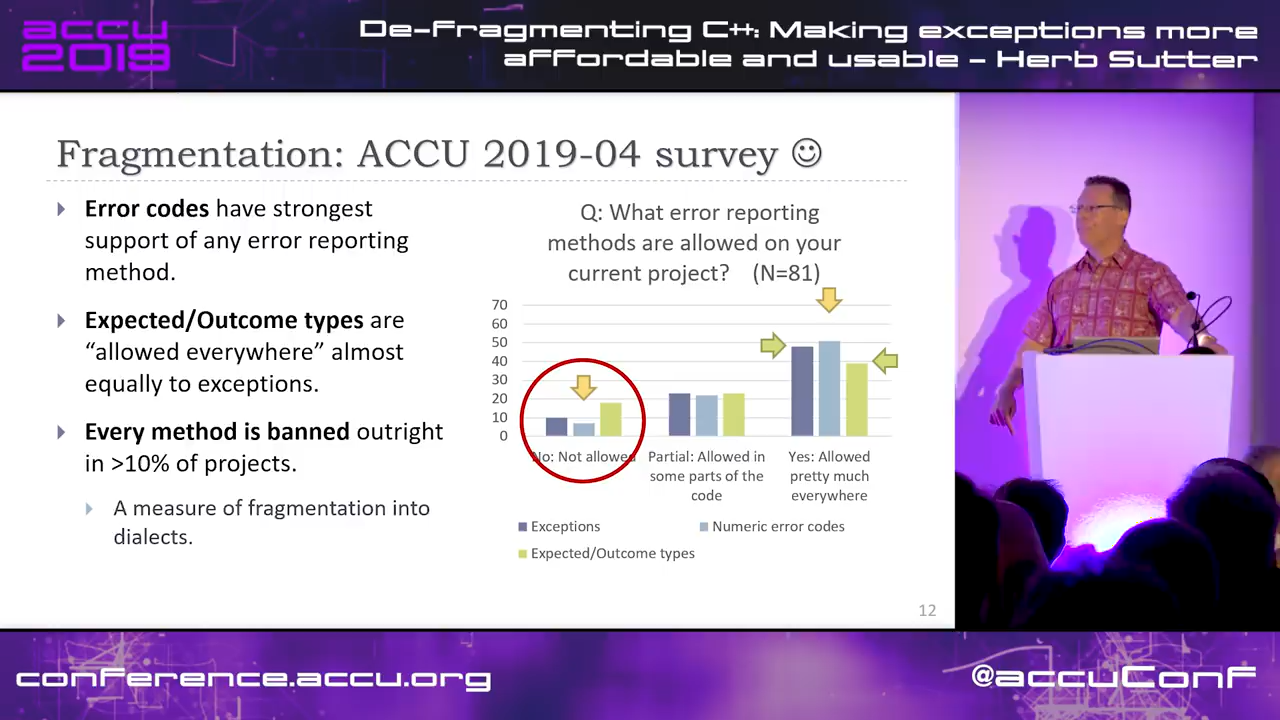 accu
2019
De-Fragmenting C++: Making exceptions more
affordable and usable - Herb Sutter
Fragmentation: ACCU 2019-04 survey ☺
Error codes have strongest
support of any error reporting
method.
Expected/Outcome types are
“allowed everywhere” almost
equally to exceptions.
Every method is banned outright
in >10% of projects.
A measure of fragmentation into
dialects.
Q: What error reporting
methods are allowed on your
current project? (N=81)
70
60
50
40
30
20
10
0
No: Not allowed
Partial: Allowed in
some parts of the
code
Yes: Allowed
pretty much
everywhere
Exceptions
Numeric error codes
Expected/Outcome types
12
conference.accu.org
@accuConf